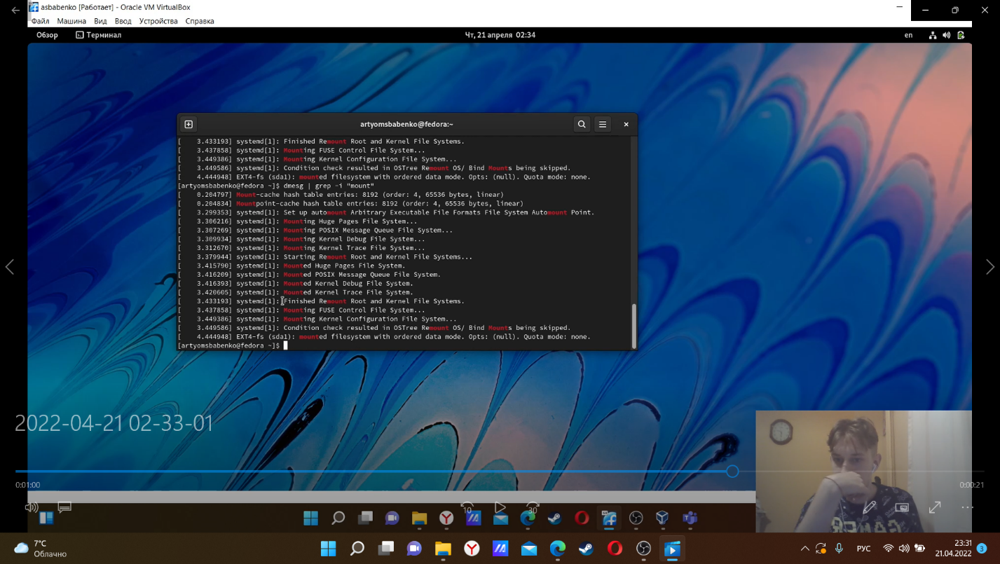 asbabenko [Работает] - Oracle VM VirtualBox
Файл Машина Вид Ввод Устройства Справка
Обзор Терминал Чт, 21 апреля 02:34 en
artyomsbabenko@fedora:~
[    3.433193] systemd[1]: Finished Remount Root and Kernel File Systems.
[    3.437858] systemd[1]: Mounting FUSE Control File System...
[    3.449386] systemd[1]: Mounting Kernel Configuration File System...
[    3.449586] systemd[1]: Condition check resulted in OSTree Remount OS/ Bind Mounts being skipped.
[    4.444948] EXT4-fs (sda1): mounted filesystem with ordered data mode. Opts: (null). Quota mode: none.
[artyomsbabenko@fedora ~]$ dmesg | grep -i "mount"
[    0.204797] Mount-cache hash table entries: 8192 (order: 4, 65536 bytes, linear)
[    0.204834] Mountpoint-cache hash table entries: 8192 (order: 4, 65536 bytes, linear)
[    3.299353] systemd[1]: Set up automount Arbitrary Executable File Formats File System Automount Point.
[    3.306216] systemd[1]: Mounting Huge Pages File System...
[    3.307269] systemd[1]: Mounting POSIX Message Queue File System...
[    3.309934] systemd[1]: Mounting Kernel Debug File System...
[    3.312670] systemd[1]: Mounting Kernel Trace File System...
[    3.379944] systemd[1]: Starting Remount Root and Kernel File Systems...
[    3.415790] systemd[1]: Mounted Huge Pages File System.
[    3.416209] systemd[1]: Mounted POSIX Message Queue File System.
[    3.416393] systemd[1]: Mounted Kernel Debug File System.
[    3.420605] systemd[1]: Mounted Kernel Trace File System.
[    3.433193] systemd[1]: Finished Remount Root and Kernel File Systems.
[    3.437858] systemd[1]: Mounting FUSE Control File System...
[    3.449386] systemd[1]: Mounting Kernel Configuration File System...
[    3.449586] systemd[1]: Condition check resulted in OSTree Remount OS/ Bind Mounts being skipped.
[    4.444948] EXT4-fs (sda1): mounted filesystem with ordered data mode. Opts: (null). Quota mode: none.
[artyomsbabenko@fedora ~]$
2022-04-21 02-33-01
0:01:00 0:00:21
10 30
7°C
Облачно
РУС
23:31
21.04.2022
3